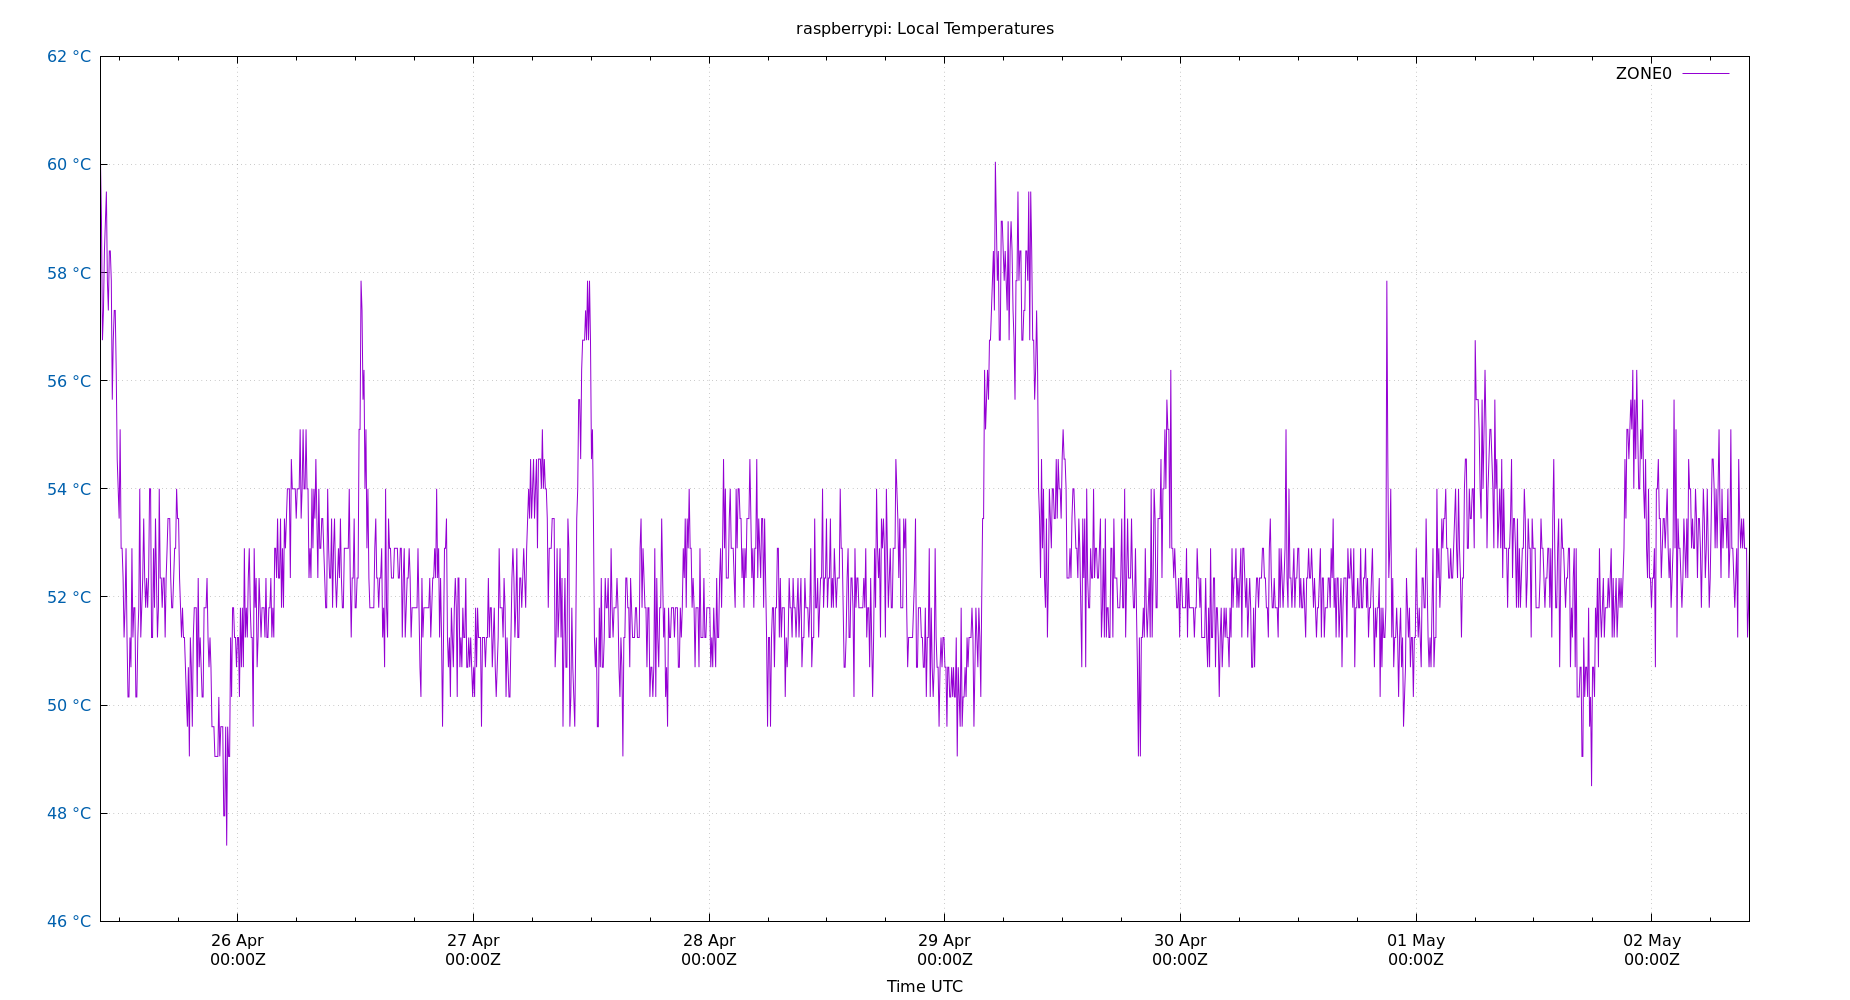 raspberrypi: Local Temperatures
62 °C
ZONE0
60 °C
58 °C
56 °C
54 °C
52 °C
50 °C
48 °C
46 °C
26 Apr 27 Apr 28 Apr 29 Apr 30 Apr 01 May 02 May
00:00Z 00:00Z 00:00Z 00:00Z 00:00Z 00:00Z 00:00Z
Time UTC